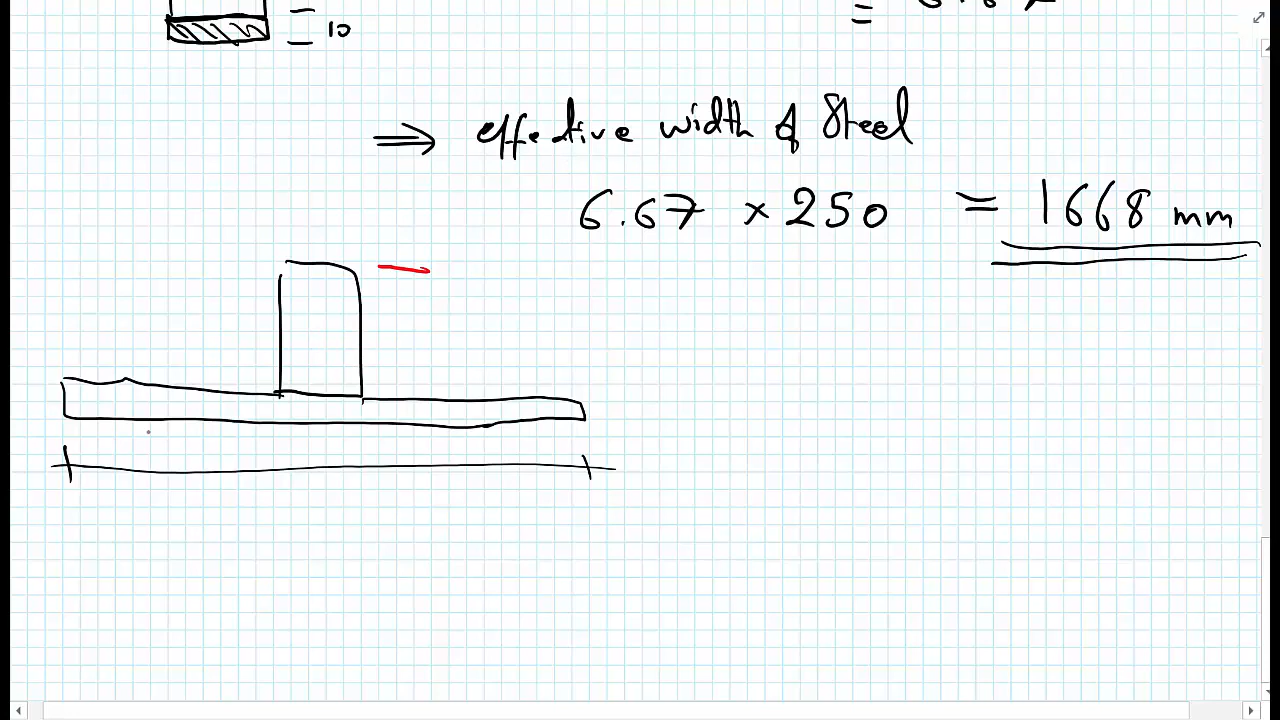 = 10
=
⇒ effective width of Steel
6.67 × 250 = 1668 mm